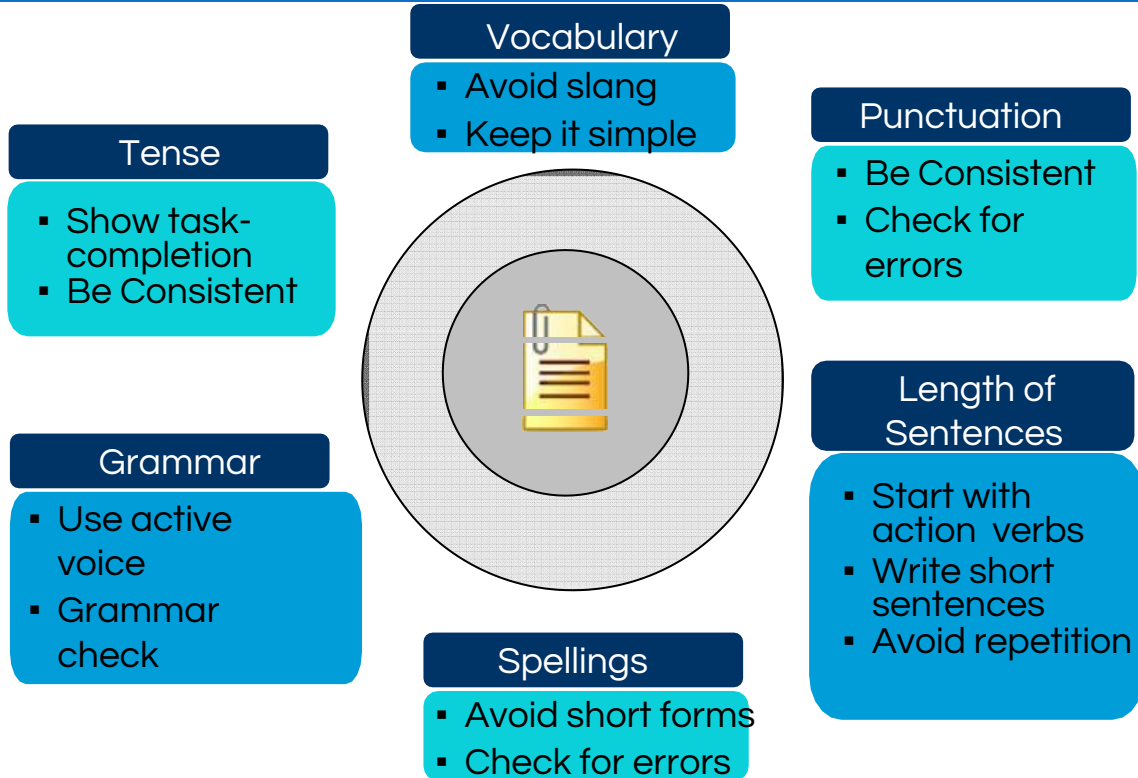 Vocabulary
▪ Avoid slang
▪ Keep it simple
Punctuation
▪ Be Consistent
▪ Check for
errors
Length of
Sentences
▪ Start with
action verbs
▪ Write short
sentences
▪ Avoid repetition
Spellings
▪ Avoid short forms
▪ Check for errors
Grammar
▪ Use active
voice
▪ Grammar
check
Tense
▪ Show task-
completion
▪ Be Consistent